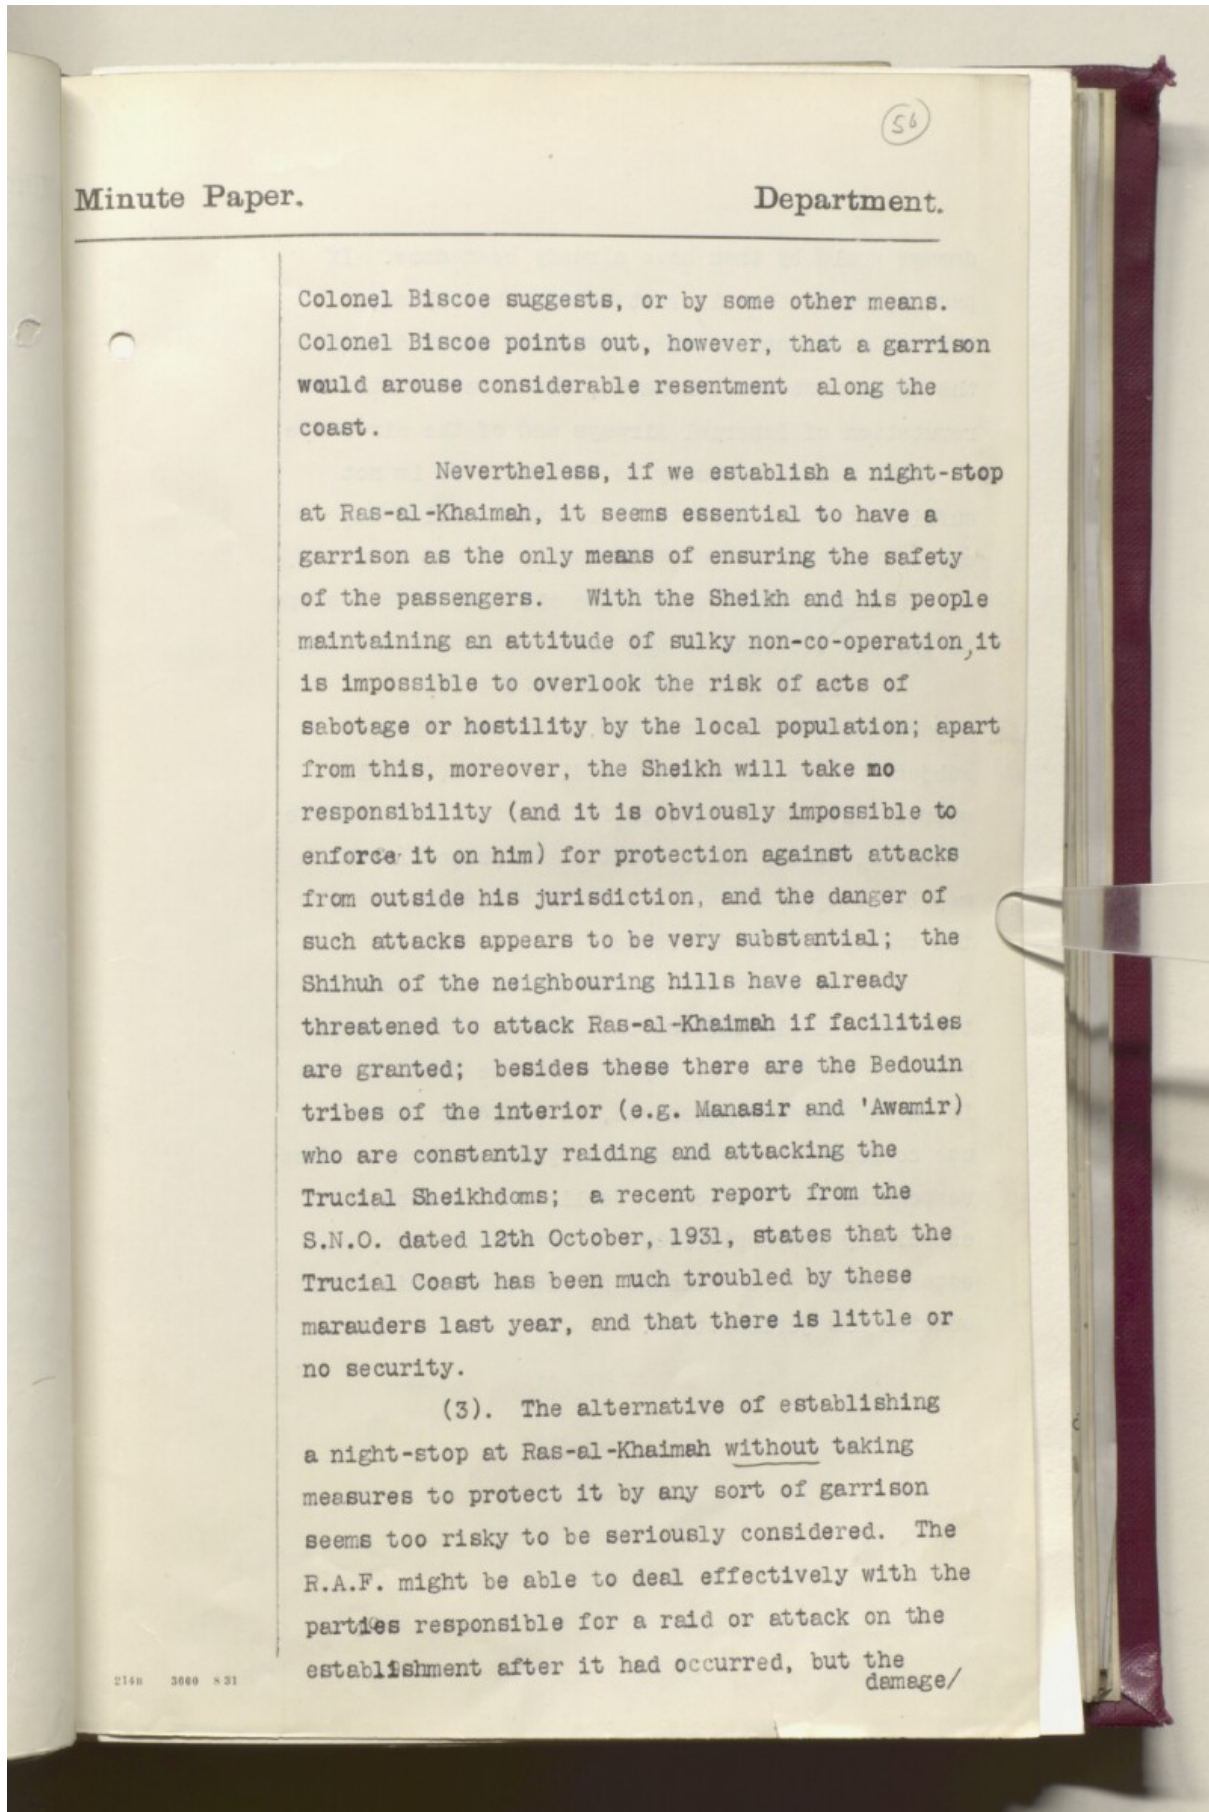 56
Minute Paper.
Department.
Colonel Biscoe suggests, or by some other means.
Colonel Biscoe points out, however, that a garrison
would arouse considerable resentment along the
coast.
Nevertheless, if we establish a night-stop
at Ras-al-Khaimah, it seems essential to have a
garrison as the only means of ensuring the safety
of the passengers. With the Sheikh and his people
maintaining an attitude of sulky non-co-operation, it
is impossible to overlook the risk of acts of
sabotage or hostility by the local population; apart
from this, moreover, the Sheikh will take no
responsibility (and it is obviously impossible to
enforce it on him) for protection against attacks
from outside his jurisdiction, and the danger of
such attacks appears to be very substantial; the
Shihuh of the neighbouring hills have already
threatened to attack Ras-al-Khaimah if facilities
are granted; besides these there are the Bedouin
tribes of the interior (e.g. Manasir and 'Awamir)
who are constantly raiding and attacking the
Trucial Sheikhdoms; a recent report from the
S.N.O. dated 12th October, 1931, states that the
Trucial Coast has been much troubled by these
marauders last year, and that there is little or
no security.
(3). The alternative of establishing
a night-stop at Ras-al-Khaimah without taking
measures to protect it by any sort of garrison
seems too risky to be seriously considered. The
R.A.F. might be able to deal effectively with the
parties responsible for a raid or attack on the
establishment after it had occurred, but the
damage/
3000 8 31